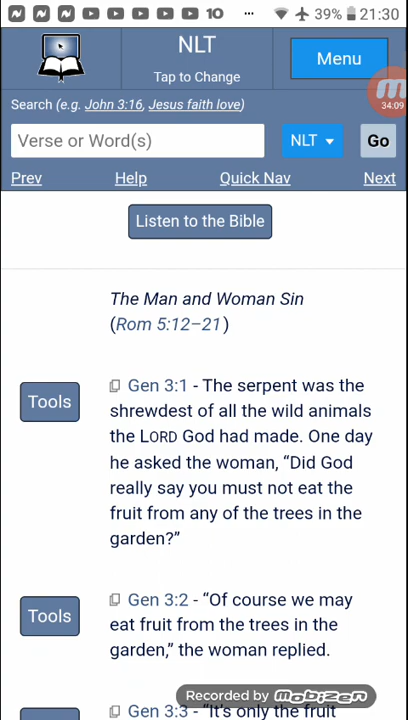 10 ... 39% 21:30
NLT
Tap to Change
Menu
34:09
Search (e.g. John 3:16, Jesus faith love)
Verse or Word(s)
NLT
Go
Prev Help Quick Nav Next
Listen to the Bible
The Man and Woman Sin
(Rom 5:12–21)
Tools
Gen 3:1 - The serpent was the
shrewdest of all the wild animals
the LORD God had made. One day
he asked the woman, “Did God
really say you must not eat the
fruit from any of the trees in the
garden?”
Tools
Gen 3:2 - “Of course we may
eat fruit from the trees in the
garden,” the woman replied.
Recorded by Mobizen
Gen 3:3 - “It’s only the fruit